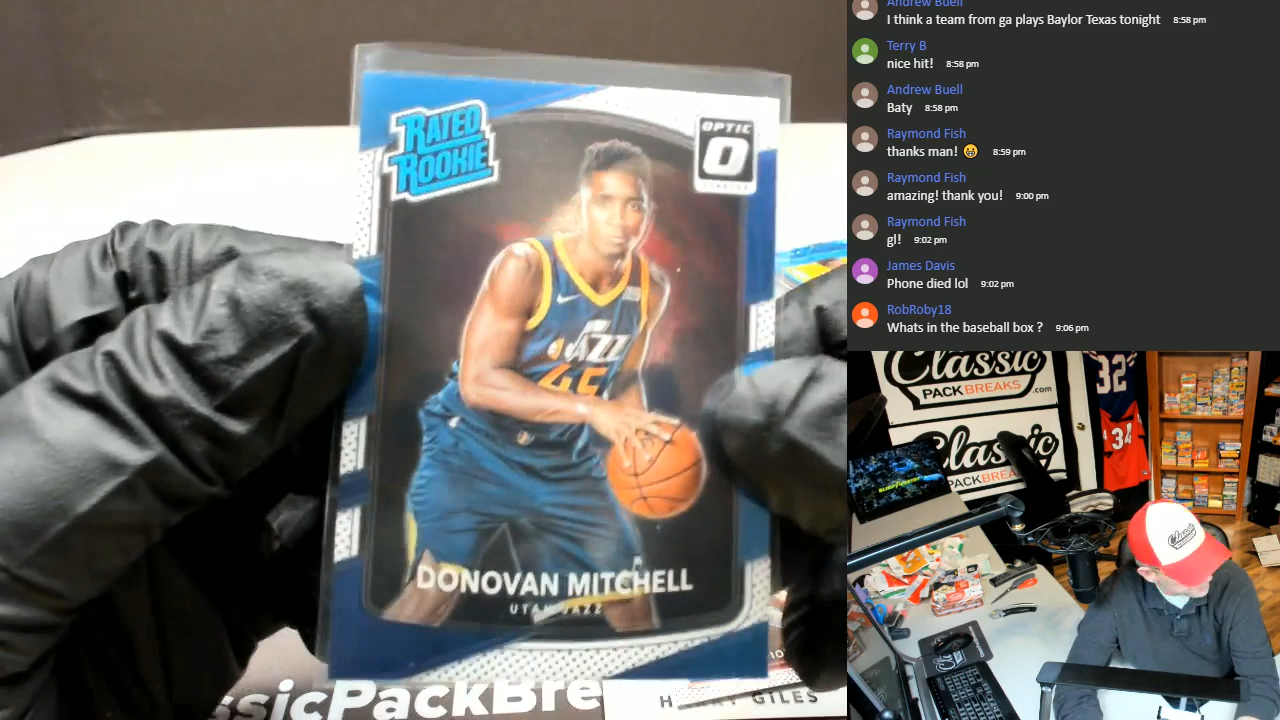 RATED
ROOKIE
OPTIC
O
JAZZ
45
DONOVAN MITCHELL
UTAH JAZZ
ssicPackBre
GILES
Andrew Buell
I think a team from ga plays Baylor Texas tonight 8:58 pm
Terry B
nice hit! 8:58 pm
Andrew Buell
Baty 8:58 pm
Raymond Fish
thanks man! 😁 8:59 pm
Raymond Fish
amazing! thank you! 9:00 pm
Raymond Fish
gl! 9:02 pm
James Davis
Phone died lol 9:02 pm
RobRoby18
Whats in the baseball box ? 9:06 pm
Classic
PACKBREAKS.com
Classic
PACKBREA
32
34
Classic